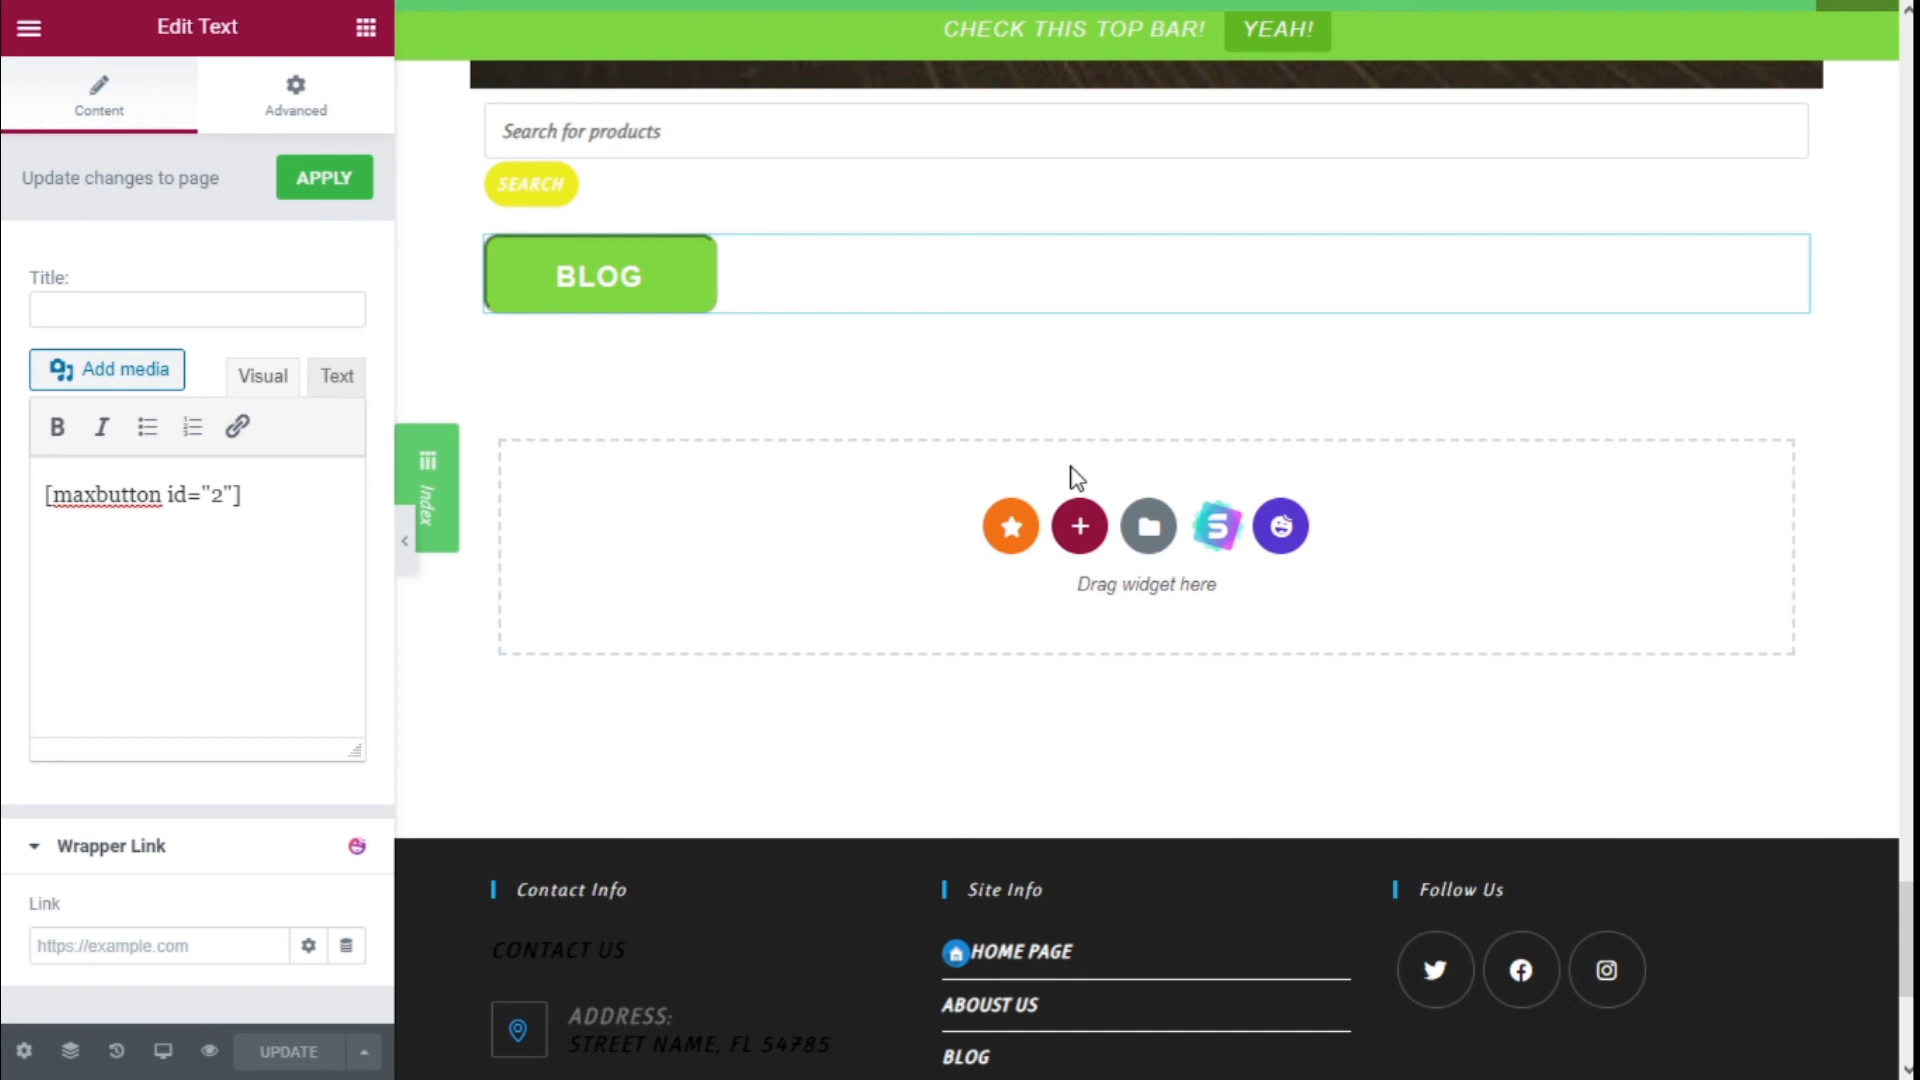 Edit Text
Content
Advanced
Update changes to page
APPLY
Title:
Add media
Visual
Text
B I
[maxbutton id="2"]
Wrapper Link
Link
https://example.com
UPDATE
CHECK THIS TOP BAR!
YEAH!
Search for products
SEARCH
BLOG
Index
Drag widget here
Contact Info
CONTACT US
ADDRESS:
STREET NAME, FL 54785
Site Info
HOME PAGE
ABOUST US
BLOG
Follow Us